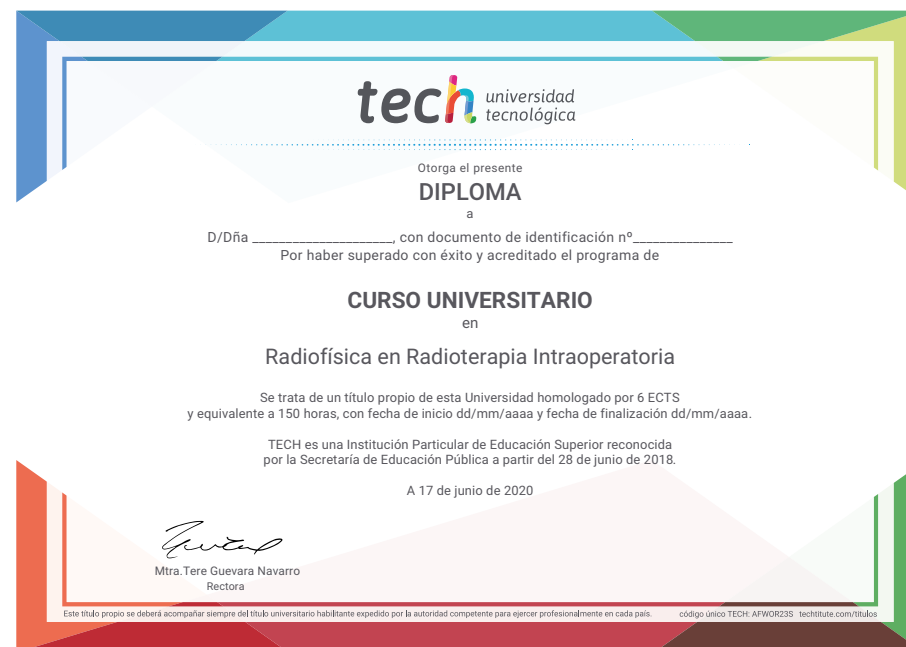 tech universidad
tecnológica
Otorga el presente
DIPLOMA
a
D/Dña _____________________, con documento de identificación nº_______________
Por haber superado con éxito y acreditado el programa de
CURSO UNIVERSITARIO
en
Radiofísica en Radioterapia Intraoperatoria
Se trata de un título propio de esta Universidad homologado por 6 ECTS
y equivalente a 150 horas, con fecha de inicio dd/mm/aaaa y fecha de finalización dd/mm/aaaa.
TECH es una Institución Particular de Educación Superior reconocida
por la Secretaría de Educación Pública a partir del 28 de junio de 2018.
A 17 de junio de 2020
Mtra.Tere Guevara Navarro
Rectora
Este título propio se deberá acompañar siempre del título universitario habilitante expedido por la autoridad competente para ejercer profesionalmente en cada país. código único TECH: AFWOR23S techtitute.com/titulos